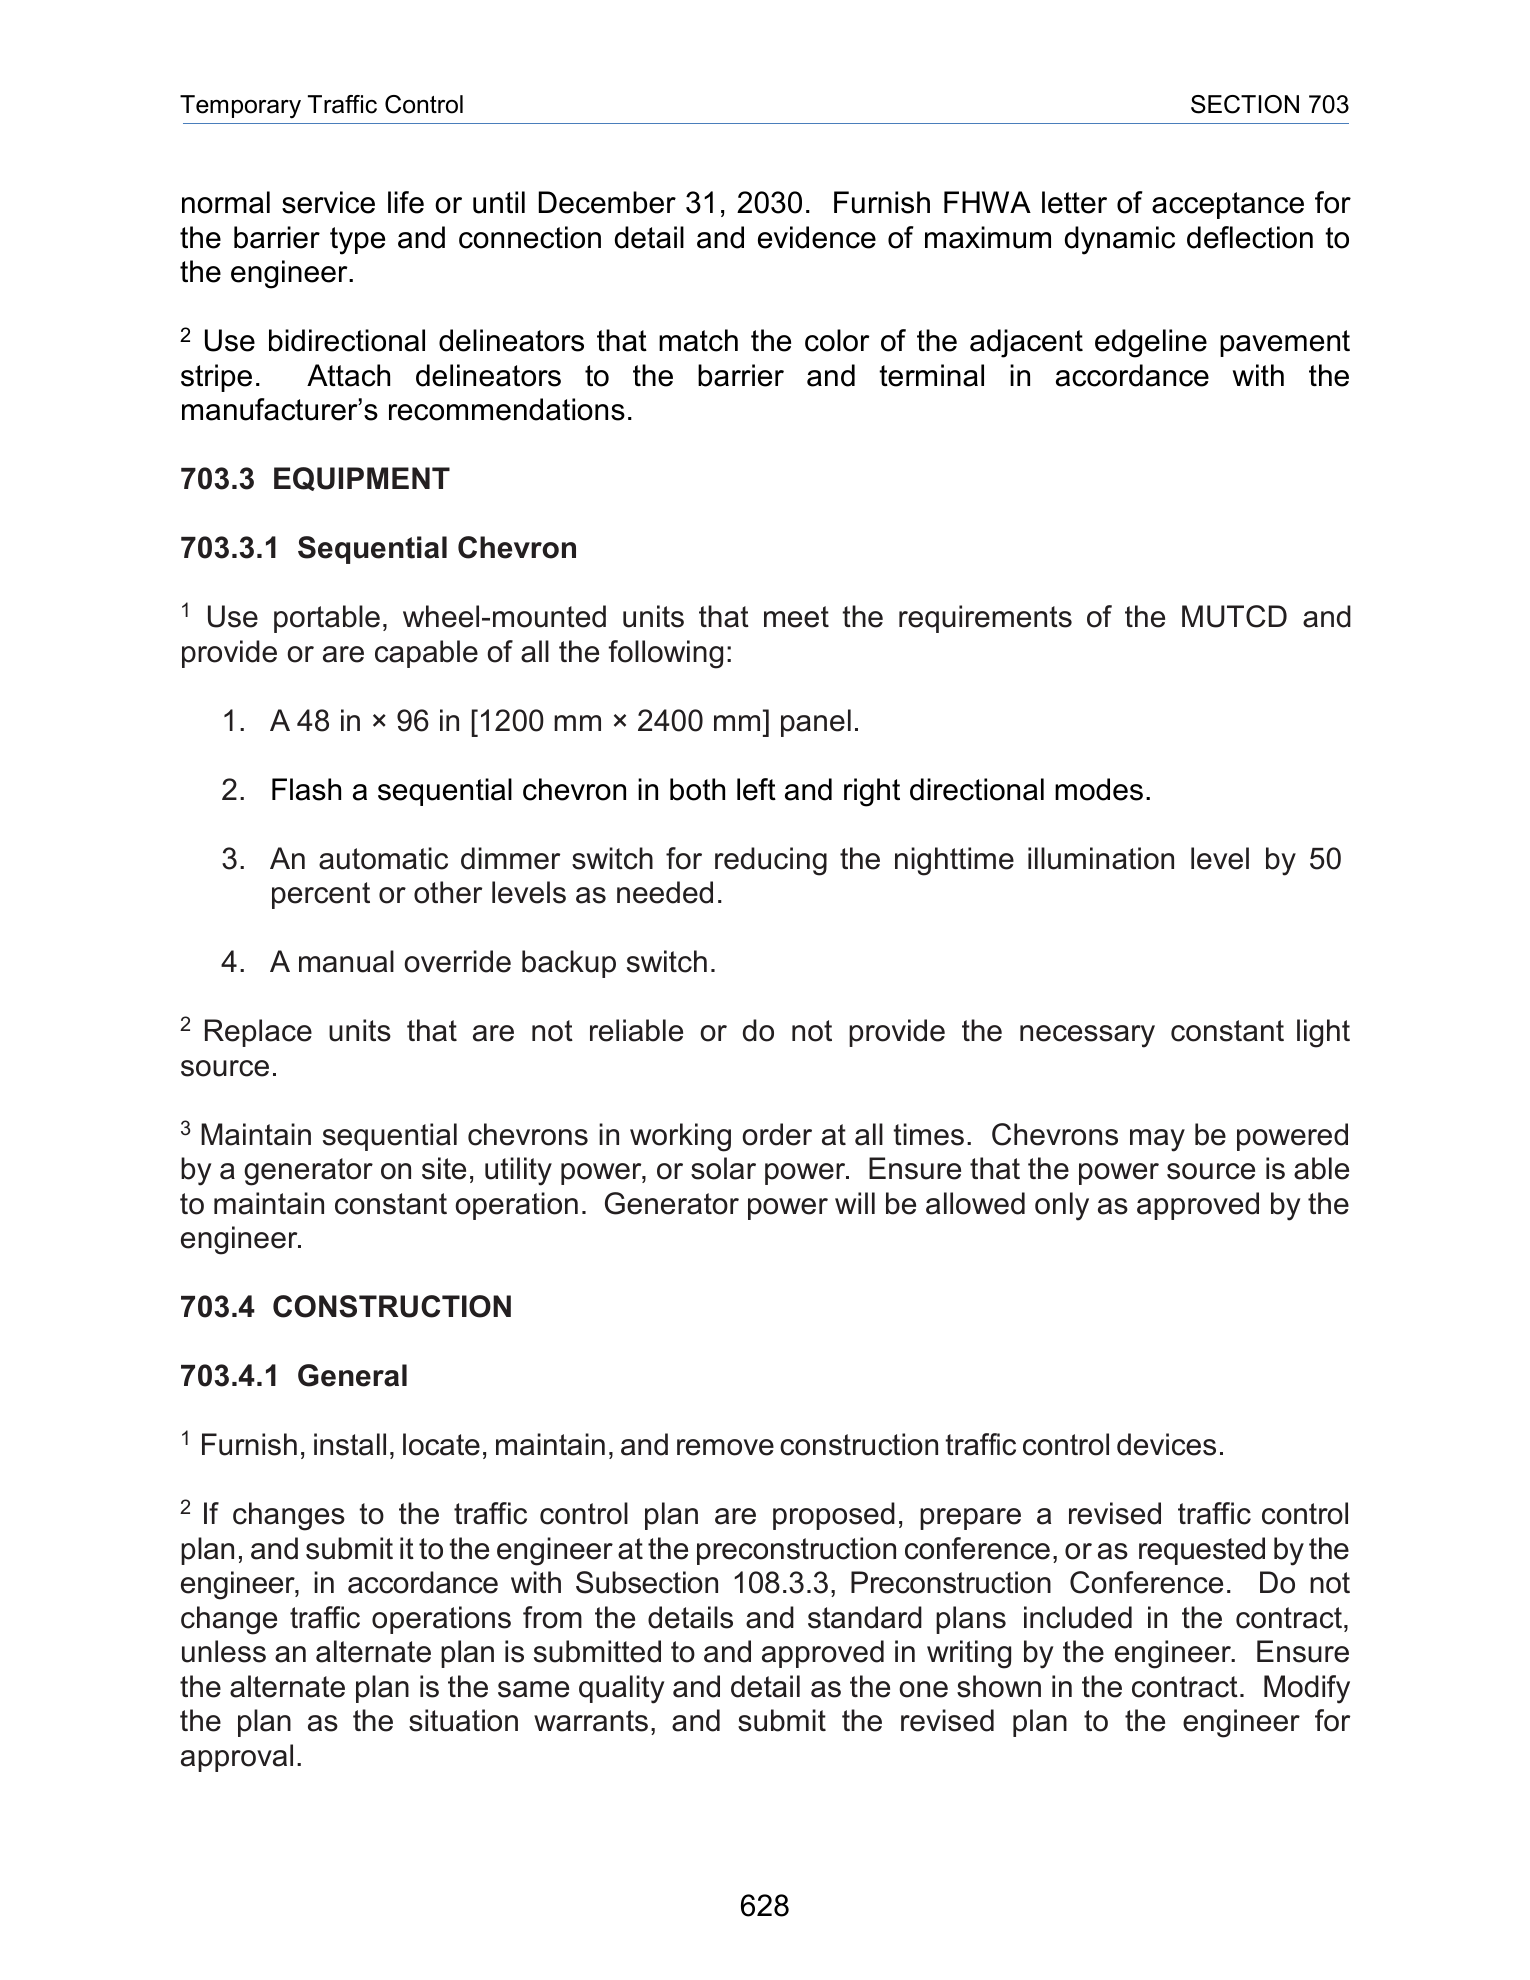 Temporary Traffic Control SECTION 703
normal service life or until December 31, 2030. Furnish FHWA letter of acceptance for
the barrier type and connection detail and evidence of maximum dynamic deflection to
the engineer.
2 Use bidirectional delineators that match the color of the adjacent edgeline pavement
stripe. Attach delineators to the barrier and terminal in accordance with the
manufacturer’s recommendations.
703.3 EQUIPMENT
703.3.1 Sequential Chevron
1 Use portable, wheel-mounted units that meet the requirements of the MUTCD and
provide or are capable of all the following:
1. A 48 in × 96 in [1200 mm × 2400 mm] panel.
2. Flash a sequential chevron in both left and right directional modes.
3. An automatic dimmer switch for reducing the nighttime illumination level by 50
percent or other levels as needed.
4. A manual override backup switch.
2 Replace units that are not reliable or do not provide the necessary constant light
source.
3 Maintain sequential chevrons in working order at all times. Chevrons may be powered
by a generator on site, utility power, or solar power. Ensure that the power source is able
to maintain constant operation. Generator power will be allowed only as approved by the
engineer.
703.4 CONSTRUCTION
703.4.1 General
1 Furnish, install, locate, maintain, and remove construction traffic control devices.
2 If changes to the traffic control plan are proposed, prepare a revised traffic control
plan, and submit it to the engineer at the preconstruction conference, or as requested by the
engineer, in accordance with Subsection 108.3.3, Preconstruction Conference. Do not
change traffic operations from the details and standard plans included in the contract,
unless an alternate plan is submitted to and approved in writing by the engineer. Ensure
the alternate plan is the same quality and detail as the one shown in the contract. Modify
the plan as the situation warrants, and submit the revised plan to the engineer for
approval.
628